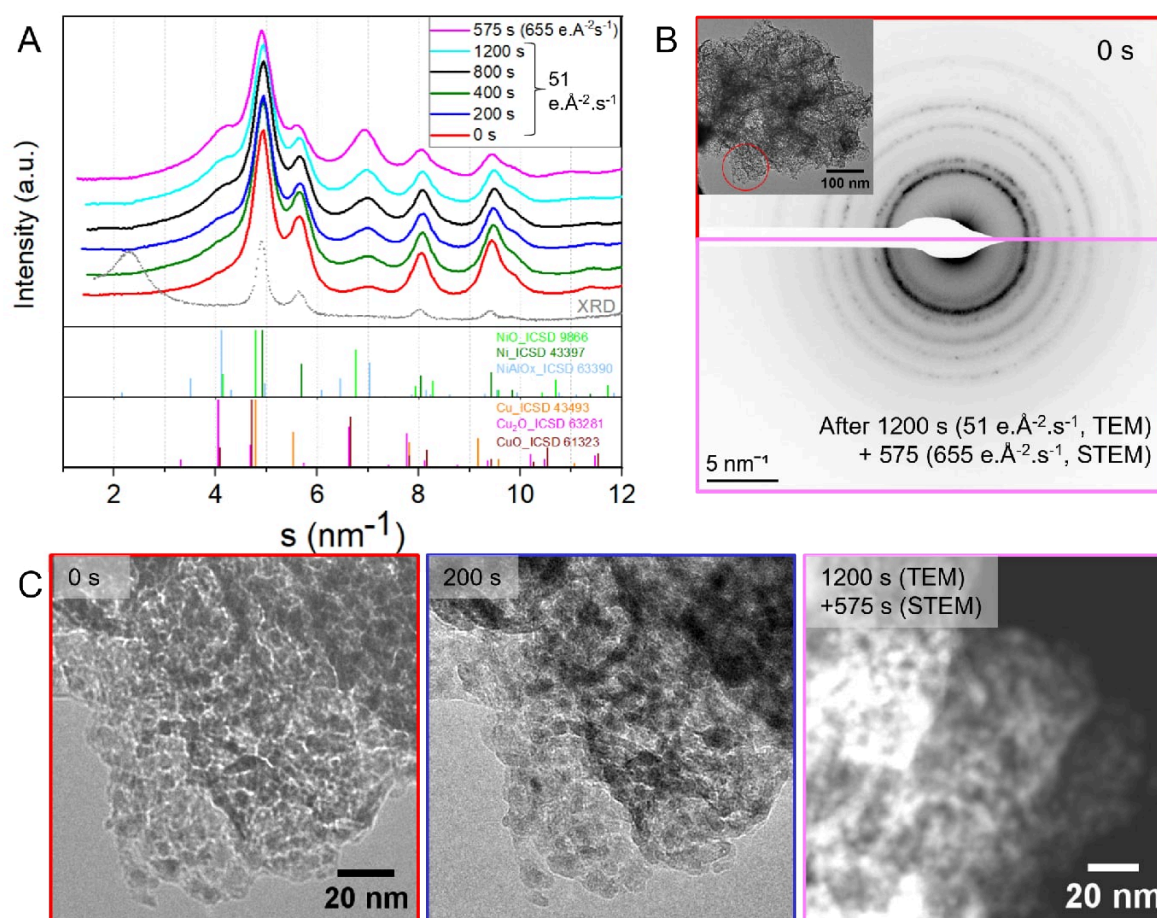 A
575 s (655 e.A⁻²s⁻¹)
1200 s
800 s
400 s
200 s
0 s
51
e.Å⁻².s⁻¹
Intensity (a.u.)
XRD
NiO_ICSD 9866
Ni_ICSD 43397
NiAlOx_ICSD 63390
Cu_ICSD 43493
Cu₂O_ICSD 63281
CuO_ICSD 61323
2 4 6 8 10 12
s (nm⁻¹)
B
0 s
100 nm
After 1200 s (51 e.Å⁻².s⁻¹, TEM)
+ 575 (655 e.Å⁻².s⁻¹, STEM)
5 nm⁻¹
C
0 s
20 nm
200 s
1200 s (TEM)
+575 s (STEM)
20 nm